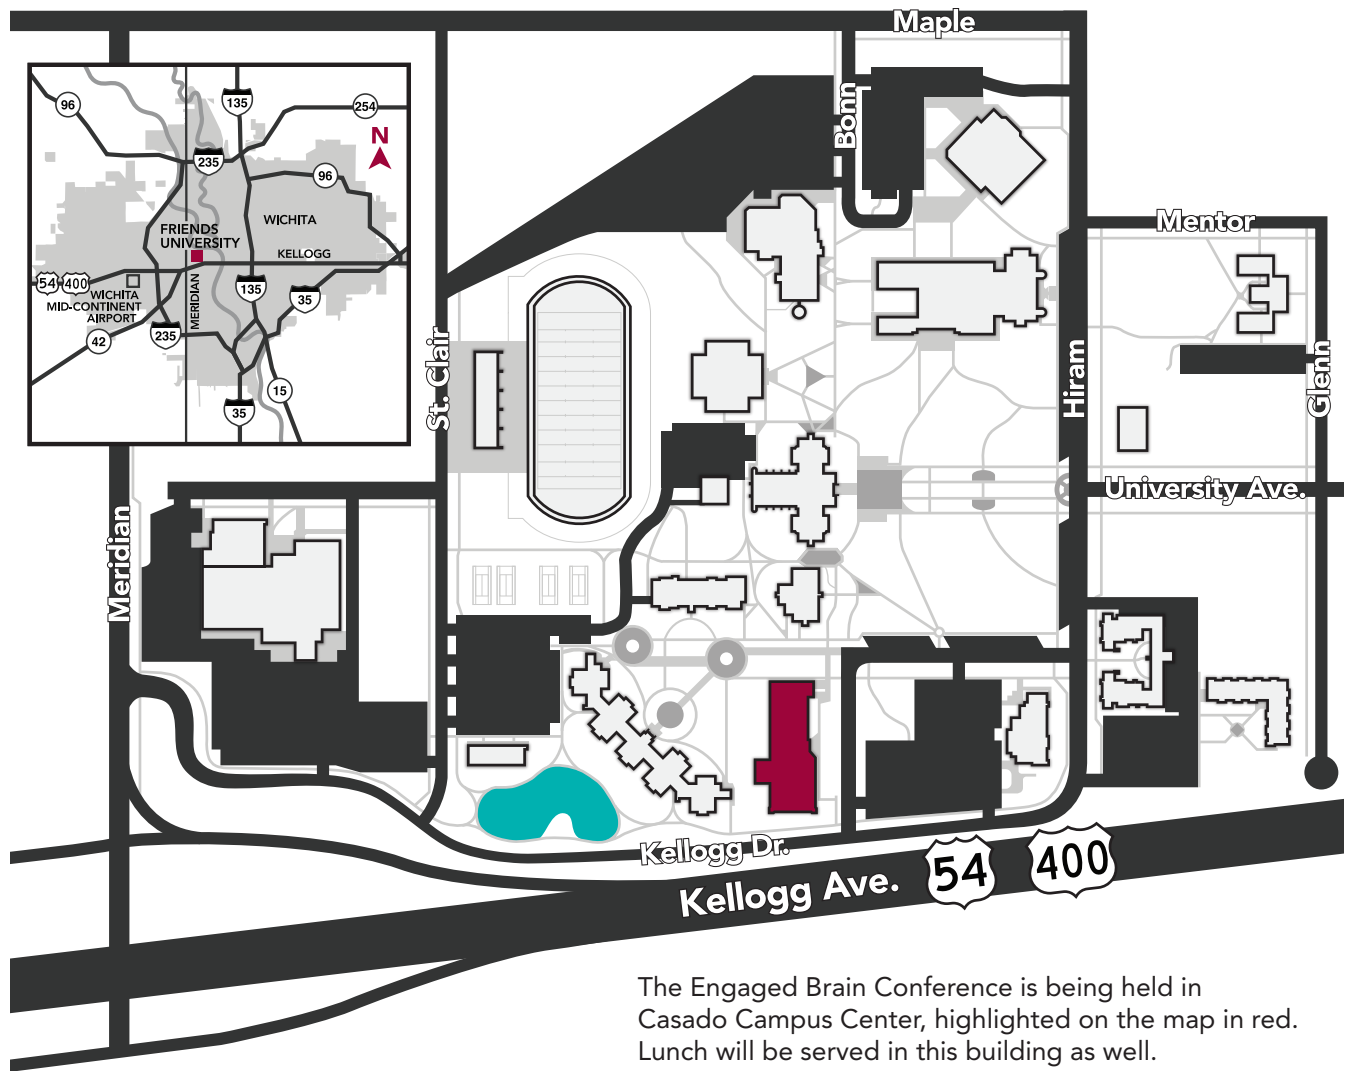 Maple
Bonn
96
135
254
N
235
96
WICHITA
FRIENDS
UNIVERSITY
KELLOGG
54
400
WICHITA
MID-CONTINENT
AIRPORT
MERIDIAN
135
35
235
42
15
35
Mentor
St. Clair
Hiram
Glenn
University Ave.
Meridian
Kellogg Dr.
Kellogg Ave.
54
400
The Engaged Brain Conference is being held in
Casado Campus Center, highlighted on the map in red.
Lunch will be served in this building as well.